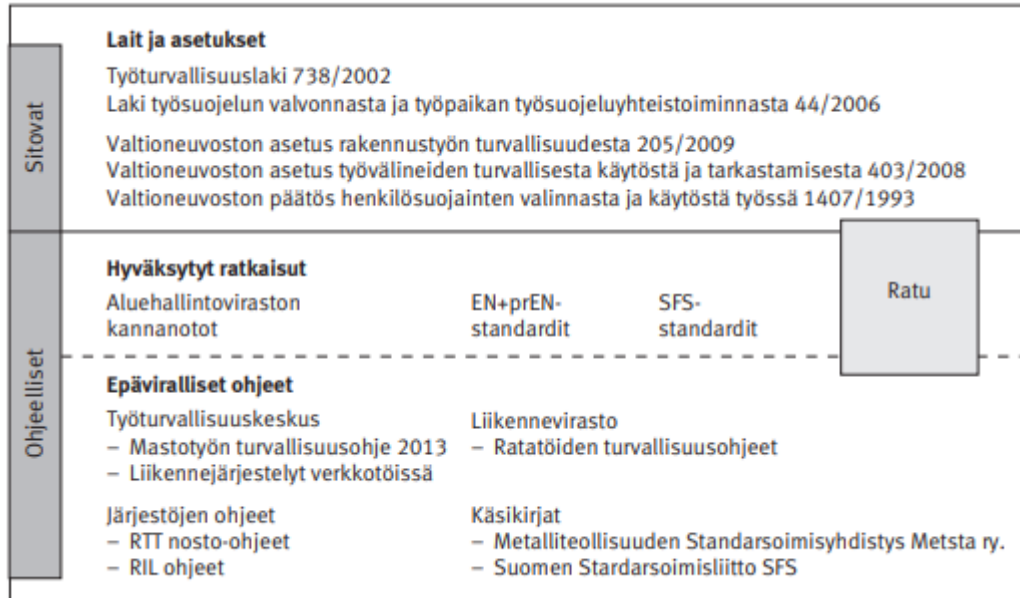 Sitovat
Lait ja asetukset
Työturvallisuuslaki 738/2002
Laki työsuojelun valvonnasta ja työpaikan työsuojeluyhteistoiminnasta 44/2006
Valtioneuvoston asetus rakennustyön turvallisuudesta 205/2009
Valtioneuvoston asetus työvälineiden turvallisesta käytöstä ja tarkastamisesta 403/2008
Valtioneuvoston päätös henkilösuojainten valinnasta ja käytöstä työssä 1407/1993
Ohjeelliset
Hyväksytyt ratkaisut
Aluehallintoviraston
kannanotot
EN+prEN-
standardit
SFS-
standardit
Ratu
Epäviralliset ohjeet
Työturvallisuuskeskus
– Mastotyön turvallisuusohje 2013
– Liikennejärjestelyt verkkotöissä
Liikennevirasto
– Ratatöiden turvallisuusohjeet
Järjestöjen ohjeet
– RTT nosto-ohjeet
– RIL ohjeet
Käsikirjat
– Metalliteollisuuden Standarsoimisyhdistys Metsta ry.
– Suomen Stardarsoimisliitto SFS